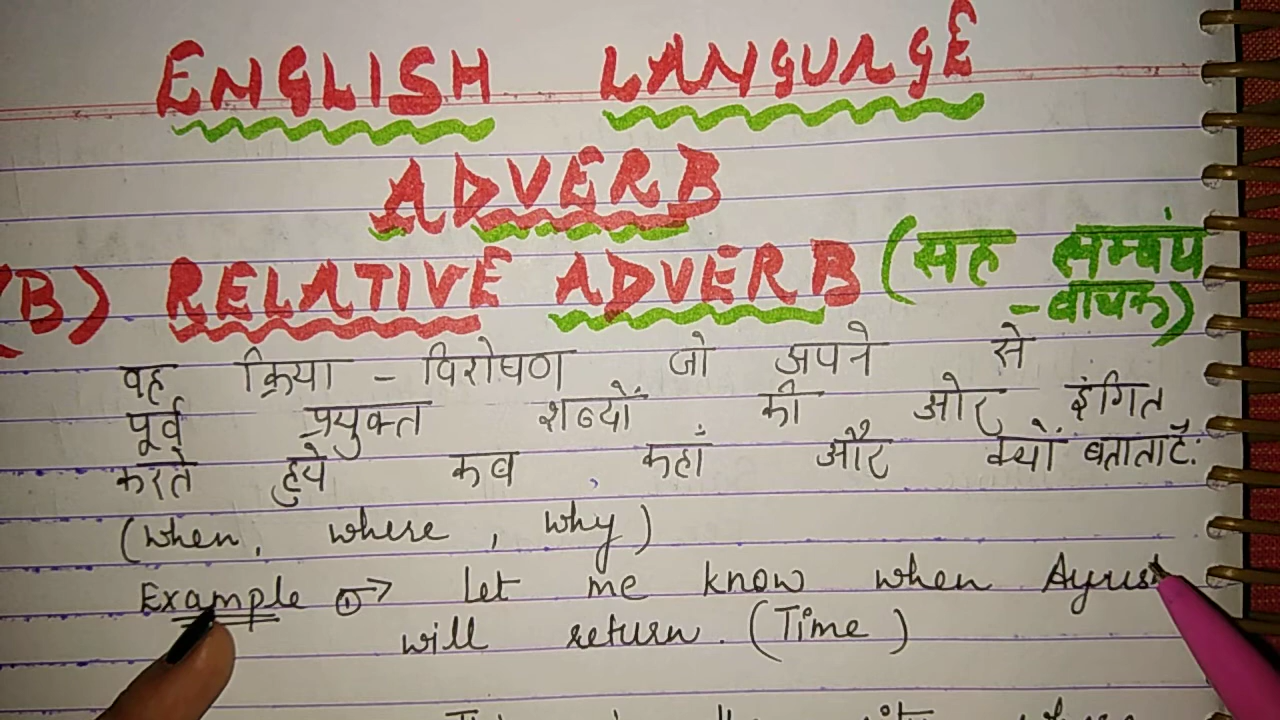 ENGLISH LANGUAGE
ADVERB
(B) RELATIVE ADVERB (सह सम्बंध
-वाचक)
वह क्रिया - विशेषण जो अपने से
पूर्व प्रयुक्त शब्दों की ओर इंगित
करते हुये कब , कहां और क्यों बताता है:
(when, where, why)
Example ①→ let me know when
will return. (Time)